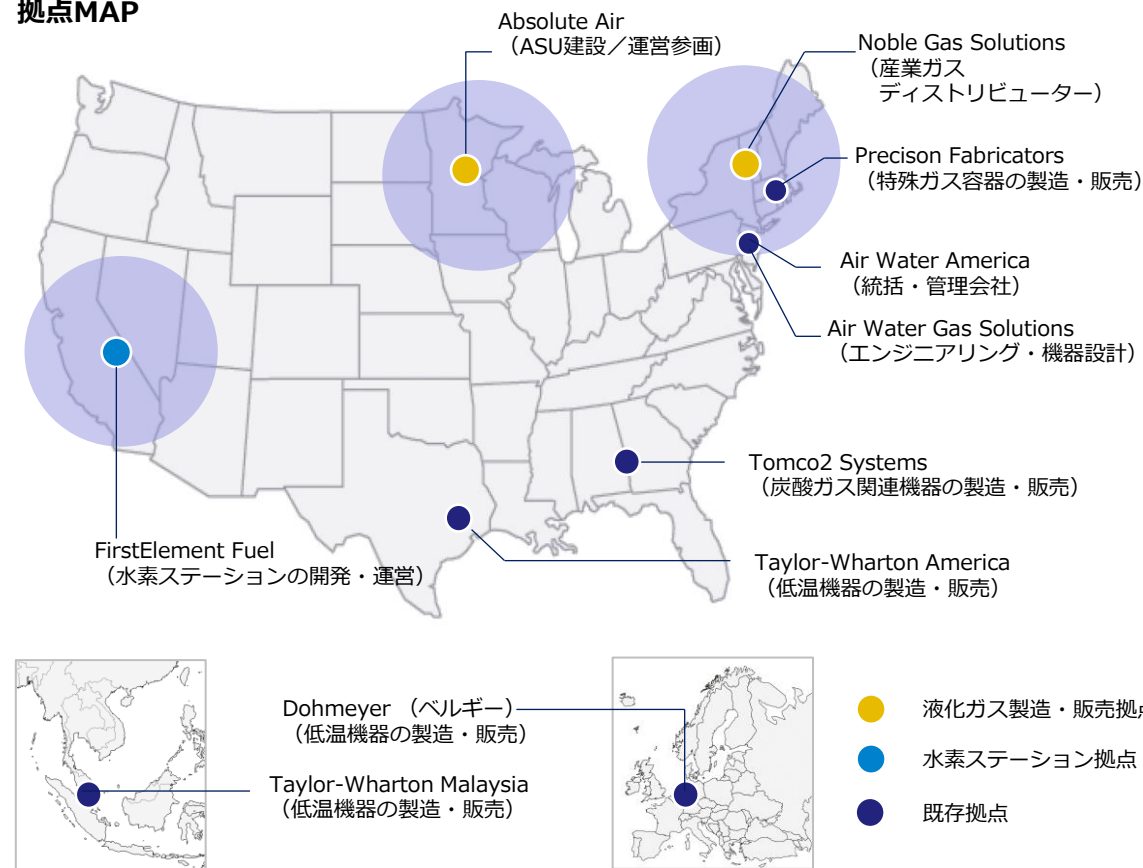 拠点MAP
Absolute Air
（ASU建設／運営参画）
Noble Gas Solutions
（産業ガス
ディストリビューター）
Precison Fabricators
（特殊ガス容器の製造・販売）
Air Water America
（統括・管理会社）
Air Water Gas Solutions
（エンジニアリング・機器設計）
Tomco2 Systems
（炭酸ガス関連機器の製造・販売）
FirstElement Fuel
（水素ステーションの開発・運営）
Taylor-Wharton America
（低温機器の製造・販売）
Dohmeyer （ベルギー）
（低温機器の製造・販売）
Taylor-Wharton Malaysia
（低温機器の製造・販売）
液化ガス製造・販売拠点
水素ステーション拠点
既存拠点